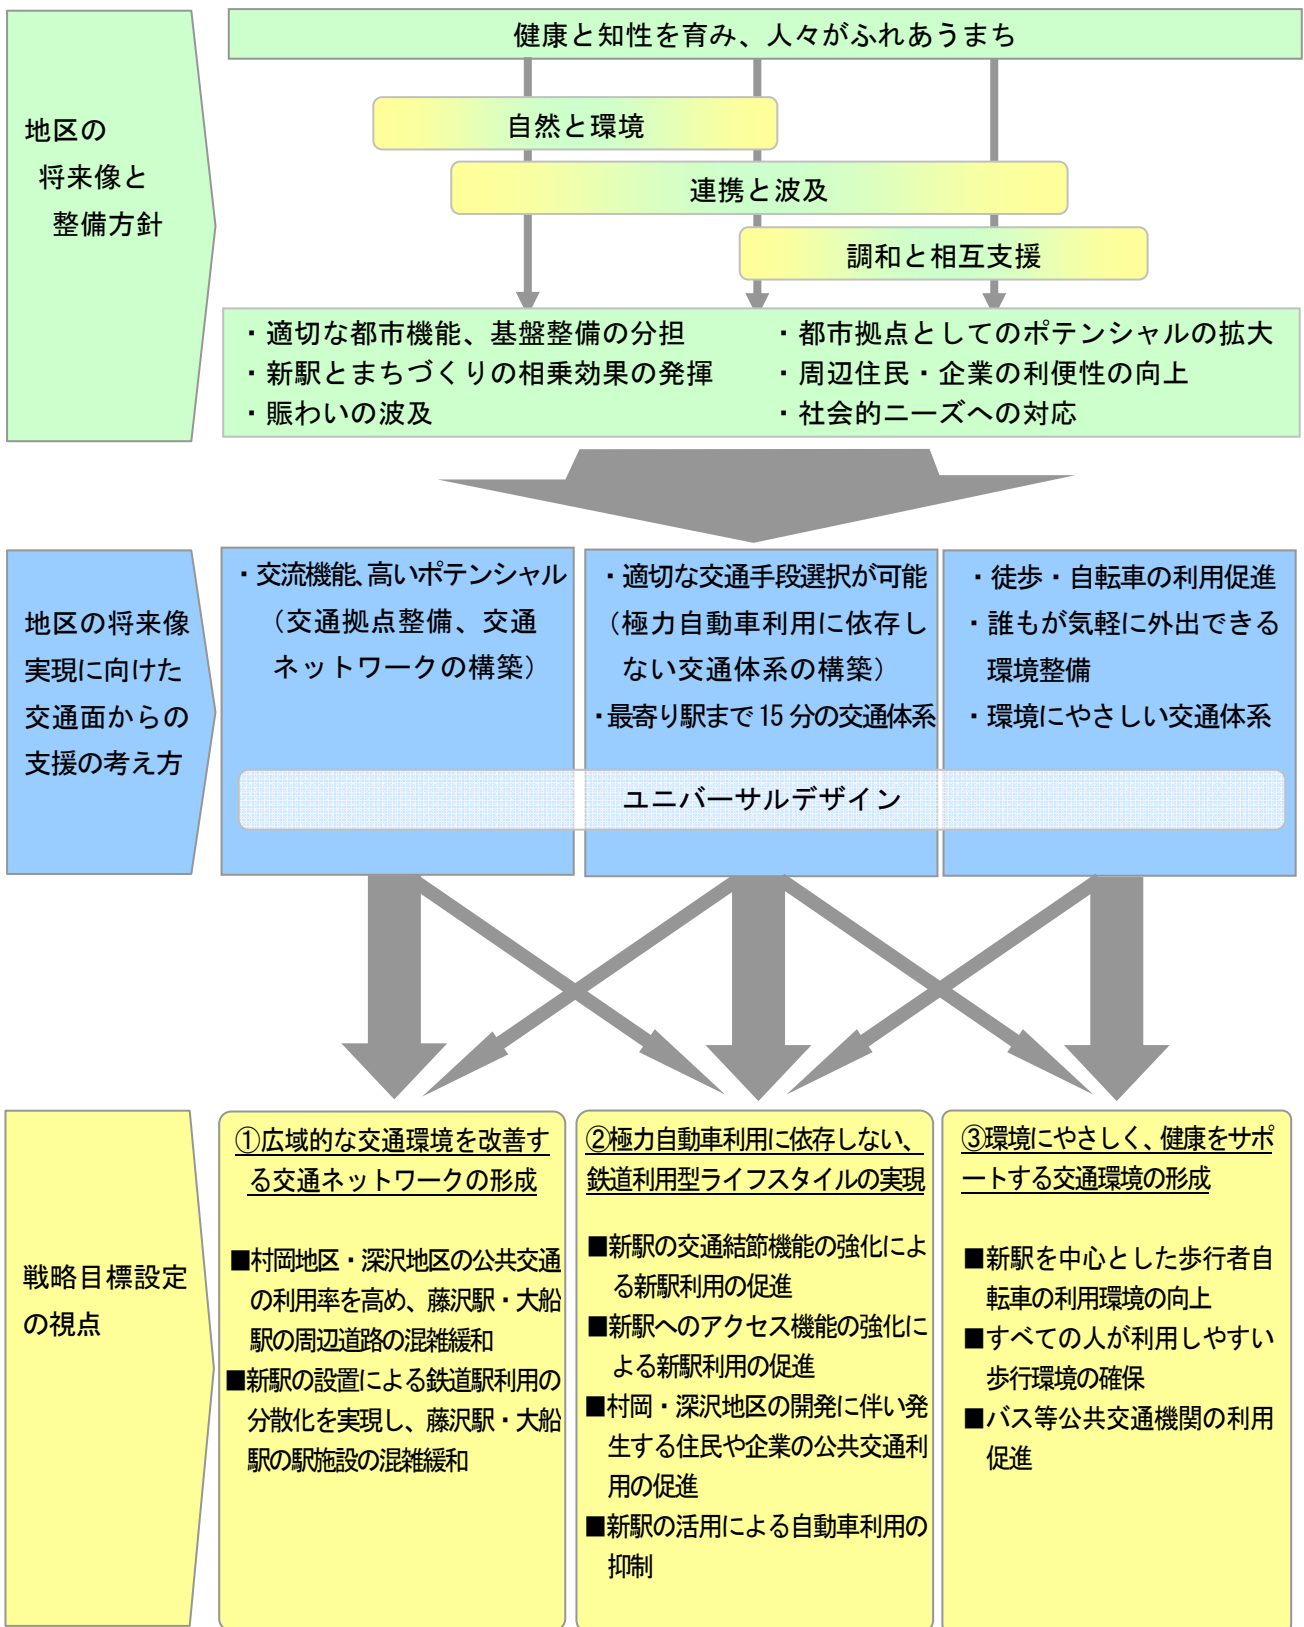 健康と知性を育み、人々がふれあうまち
地区の
将来像と
整備方針
自然と環境
連携と波及
調和と相互支援
・適切な都市機能、基盤整備の分担
・新駅とまちづくりの相乗効果の発揮
・賑わいの波及
・都市拠点としてのポテンシャルの拡大
・周辺住民・企業の利便性の向上
・社会的ニーズへの対応
地区の将来像
実現に向けた
交通面からの
支援の考え方
・交流機能、高いポテンシャル
（交通拠点整備、交通
ネットワークの構築）
・適切な交通手段選択が可能
（極力自動車利用に依存し
ない交通体系の構築）
・最寄り駅まで15分の交通体系
・徒歩・自転車の利用促進
・誰もが気軽に外出できる
環境整備
・環境にやさしい交通体系
ユニバーサルデザイン
戦略目標設定
の視点
①広域的な交通環境を改善す
る交通ネットワークの形成
■村岡地区・深沢地区の公共交通
の利用率を高め、藤沢駅・大船
駅の周辺道路の混雑緩和
■新駅の設置による鉄道駅利用の
分散化を実現し、藤沢駅・大船
駅の駅施設の混雑緩和
②極力自動車利用に依存しない、
鉄道利用型ライフスタイルの実現
■新駅の交通結節機能の強化によ
る新駅利用の促進
■新駅へのアクセス機能の強化に
よる新駅利用の促進
■村岡・深沢地区の開発に伴い発
生する住民や企業の公共交通利
用の促進
■新駅の活用による自動車利用の
抑制
③環境にやさしく、健康をサポ
ートする交通環境の形成
■新駅を中心とした歩行者自
転車の利用環境の向上
■すべての人が利用しやすい
歩行環境の確保
■バス等公共交通機関の利用
促進